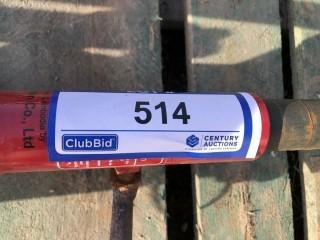 514
ClubBid
CENTURY
AUCTIONS
Co., Ltd